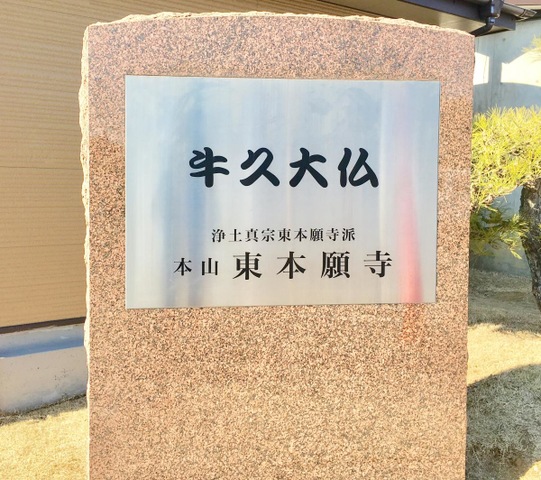 牛久大仏
浄土真宗東本願寺派
本山 東本願寺